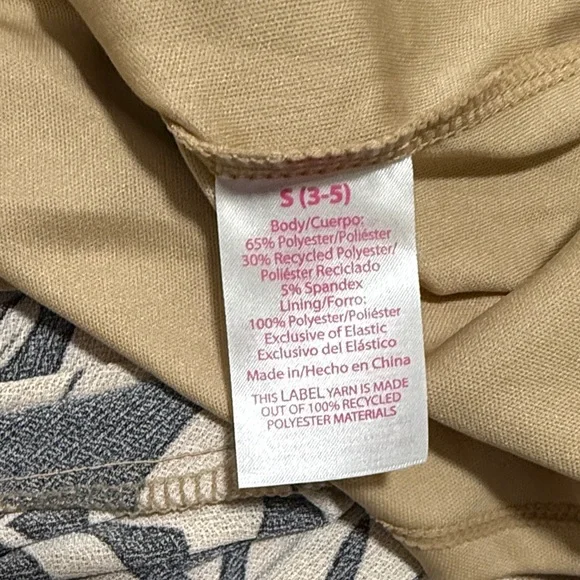 S (3-5)
Body/Cuerpo:
65% Polyester/Poliéster
30% Recycled Polyester/
Poliéster Reciclado
5% Spandex
Lining/Forro:
100% Polyester/Poliéster
Exclusive of Elastic
Exclusivo del Elástico
Made in/Hecho en China
THIS LABEL YARN IS MADE
OUT OF 100% RECYCLED
POLYESTER MATERIALS